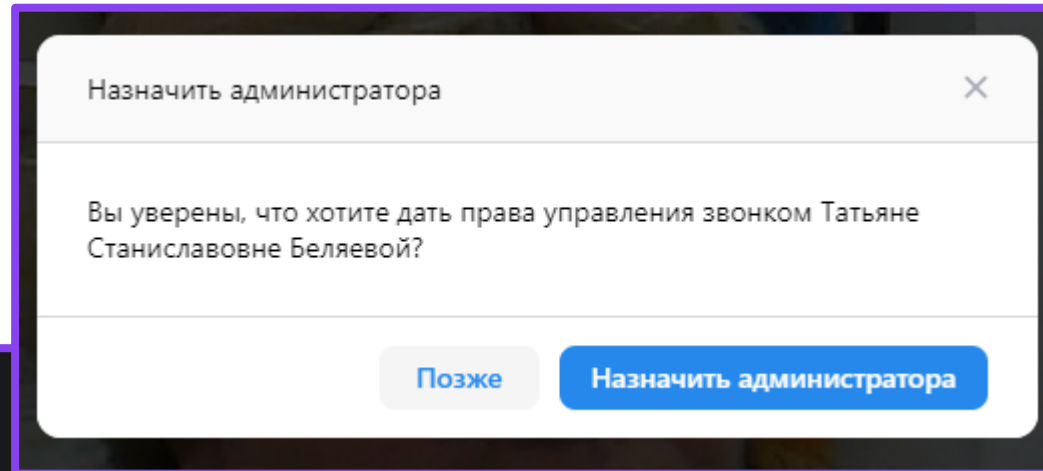 Назначить администратора
Вы уверены, что хотите дать права управления звонком Татьяне
Станиславовне Беляевой?
Позже
Назначить администратора